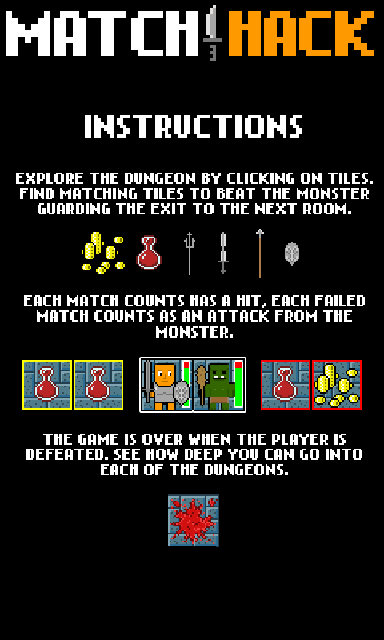 MATCH HACK
INSTRUCTIONS
EXPLORE THE DUNGEON BY CLICKING ON TILES.
FIND MATCHING TILES TO BEAT THE MONSTER
GUARDING THE EXIT TO THE NEXT ROOM.
EACH MATCH COUNTS HAS A HIT, EACH FAILED
MATCH COUNTS AS AN ATTACK FROM THE
MONSTER.
THE GAME IS OVER WHEN THE PLAYER IS
DEFEATED. SEE HOW DEEP YOU CAN GO INTO
EACH OF THE DUNGEONS.